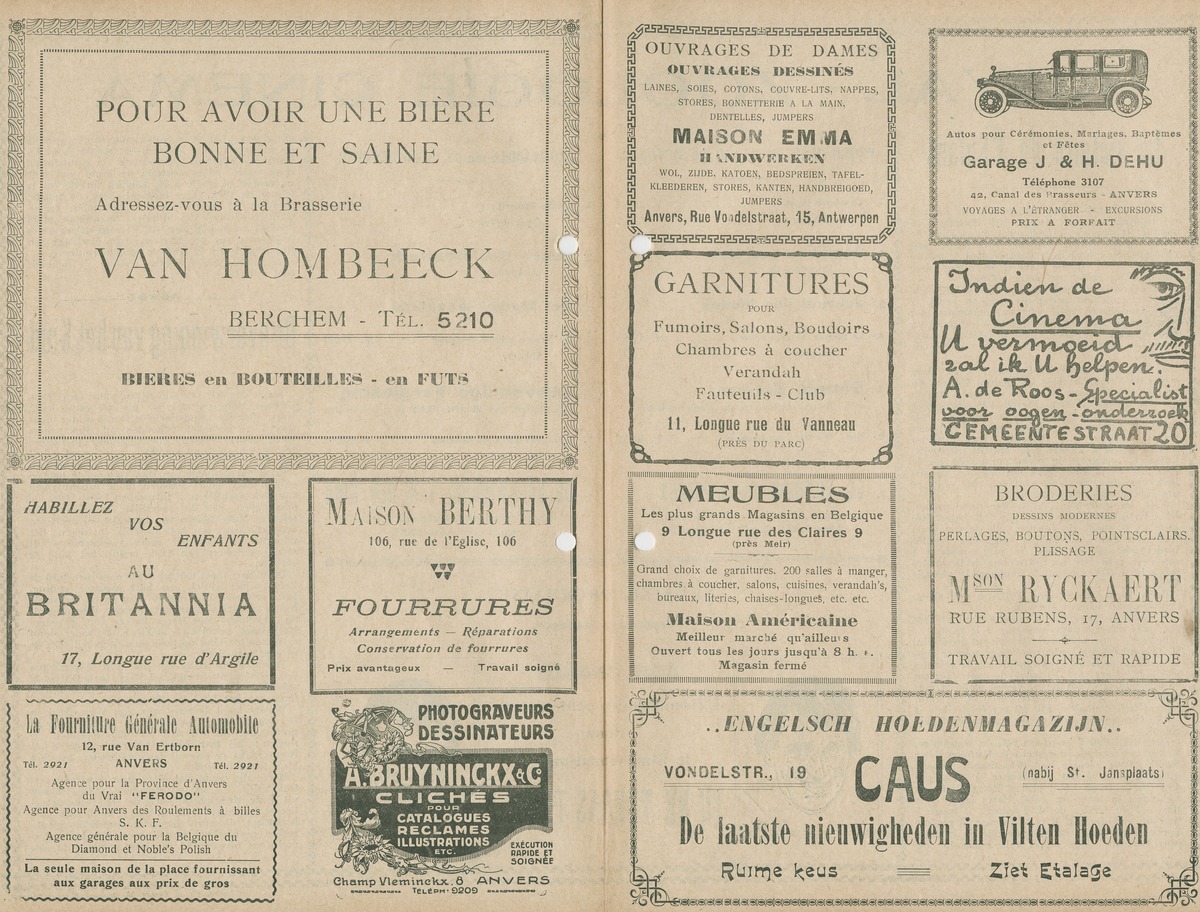 POUR AVOIR UNE BIÈRE
BONNE ET SAINE
Adressez-vous à la Brasserie
VAN HOMBEECK
BERCHEM - TÉL. 5210
BIERES en BOUTEILLES - en FUTS
HABILLEZ
VOS
ENFANTS
AU
BRITANNIA
17, Longue rue d'Argile
MAISON BERTHY
106, rue de l'Eglise, 106
FOURRURES
Arrangements — Réparations
Conservation de fourrures
Prix avantageux — Travail soigné
La Fourniture Générale Automobile
12, rue Van Ertborn
Tél. 2921 ANVERS Tél. 2921
Agence pour la Province d'Anvers
du Vrai "FERODO"
Agence pour Anvers des Roulements à billes
S. K. F.
Agence générale pour la Belgique du
Diamond et Noble's Polish
La seule maison de la place fournissant
aux garages aux prix de gros
PHOTOGRAVEURS
DESSINATEURS
A. BRUYNINCKX & Cº
CLICHÉS
POUR
CATALOGUES
RECLAMES
ILLUSTRATIONS
ETC.
EXÉCUTION
RAPIDE ET
SOIGNÉE
Champ Vleminckx. 8 ANVERS
TÉLÉPH·9209
OUVRAGES DE DAMES
OUVRAGES DESSINÉS
LAINES, SOIES, COTONS, COUVRE-LITS, NAPPES,
STORES, BONNETTERIE A LA MAIN,
DENTELLES, JUMPERS
MAISON EMMA
HANDWERKEN
WOL, ZIJDE, KATOEN, BEDSPREIEN, TAFEL-
KLEEDEREN, STORES, KANTEN, HANDBREIGOED,
JUMPERS
Anvers, Rue Vondelstraat, 15, Antwerpen
Autos pour Cérémonies, Mariages, Baptêmes
et Fêtes
Garage J & H. DEHU
Téléphone 3107
42, Canal des Brasseurs - ANVERS
VOYAGES A L'ÉTRANGER - EXCURSIONS
PRIX A FORFAIT
GARNITURES
POUR
Fumoirs, Salons, Boudoirs
Chambres à coucher
Verandah
Fauteuils - Club
11, Longue rue du Vanneau
(PRÈS DU PARC)
Indien de
Cinema
U vermoeid
zal ik U helpen.
A. de Roos - Specialist
voor oogen-onderzoek
GEMEENTESTRAAT 20
MEUBLES
Les plus grands Magasins en Belgique
9 Longue rue des Claires 9
(près Meir)
Grand choix de garnitures. 200 salles à manger,
chambres à coucher, salons, cuisines, verandah's,
bureaux, literies, chaises-longues, etc. etc.
Maison Américaine
Meilleur marché qu'ailleurs
Ouvert tous les jours jusqu'à 8 h.
Magasin fermé
BRODERIES
DESSINS MODERNES
PERLAGES, BOUTONS, POINTSCLAIRS.
PLISSAGE
MSON RYCKAERT
RUE RUBENS, 17, ANVERS
TRAVAIL SOIGNÉ ET RAPIDE
..ENGELSCH HOEDENMAGAZIJN..
VONDELSTR., 19 CAUS (nabij St. Jansplaats)
De laatste nieuwigheden in Vilten Hoeden
Ruime keus Ziet Etalage